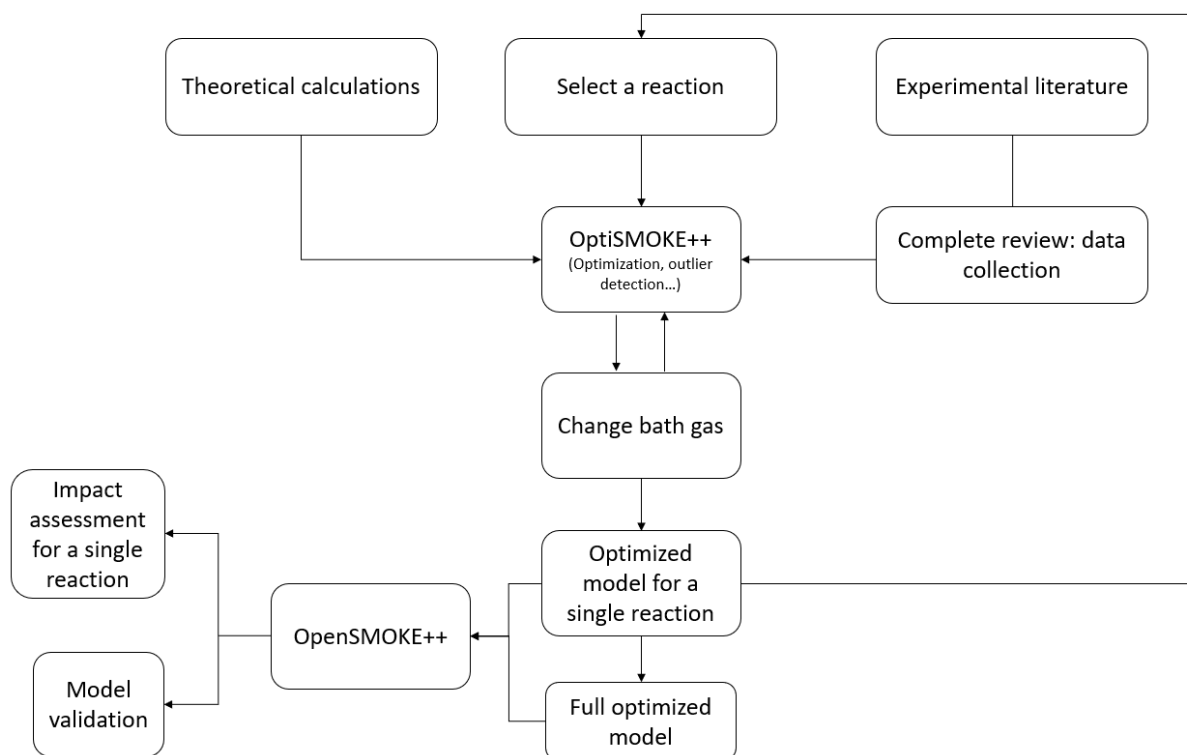 Theoretical calculations
Select a reaction
Experimental literature
OptiSMOKE++
(Optimization, outlier
detection...)
Complete review: data
collection
Change bath gas
Impact
assessment
for a single
reaction
Optimized
model for a
single reaction
OpenSMOKE++
Model
validation
Full optimized
model